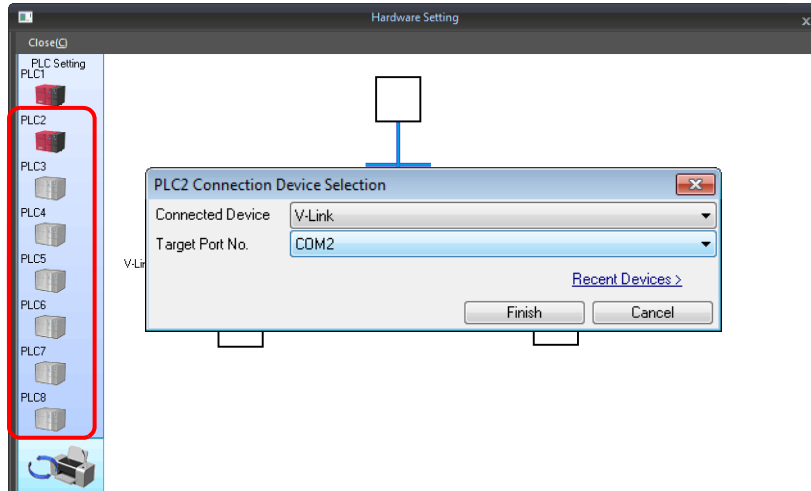 Hardware Setting
x
Close(C)
PLC Setting
PLC1
PLC2
PLC3
PLC4
PLC5
PLC6
PLC7
PLC8
V-Lin
PLC2 Connection Device Selection
Connected Device V-Link
Target Port No. COM2
Recent Devices >
Finish Cancel